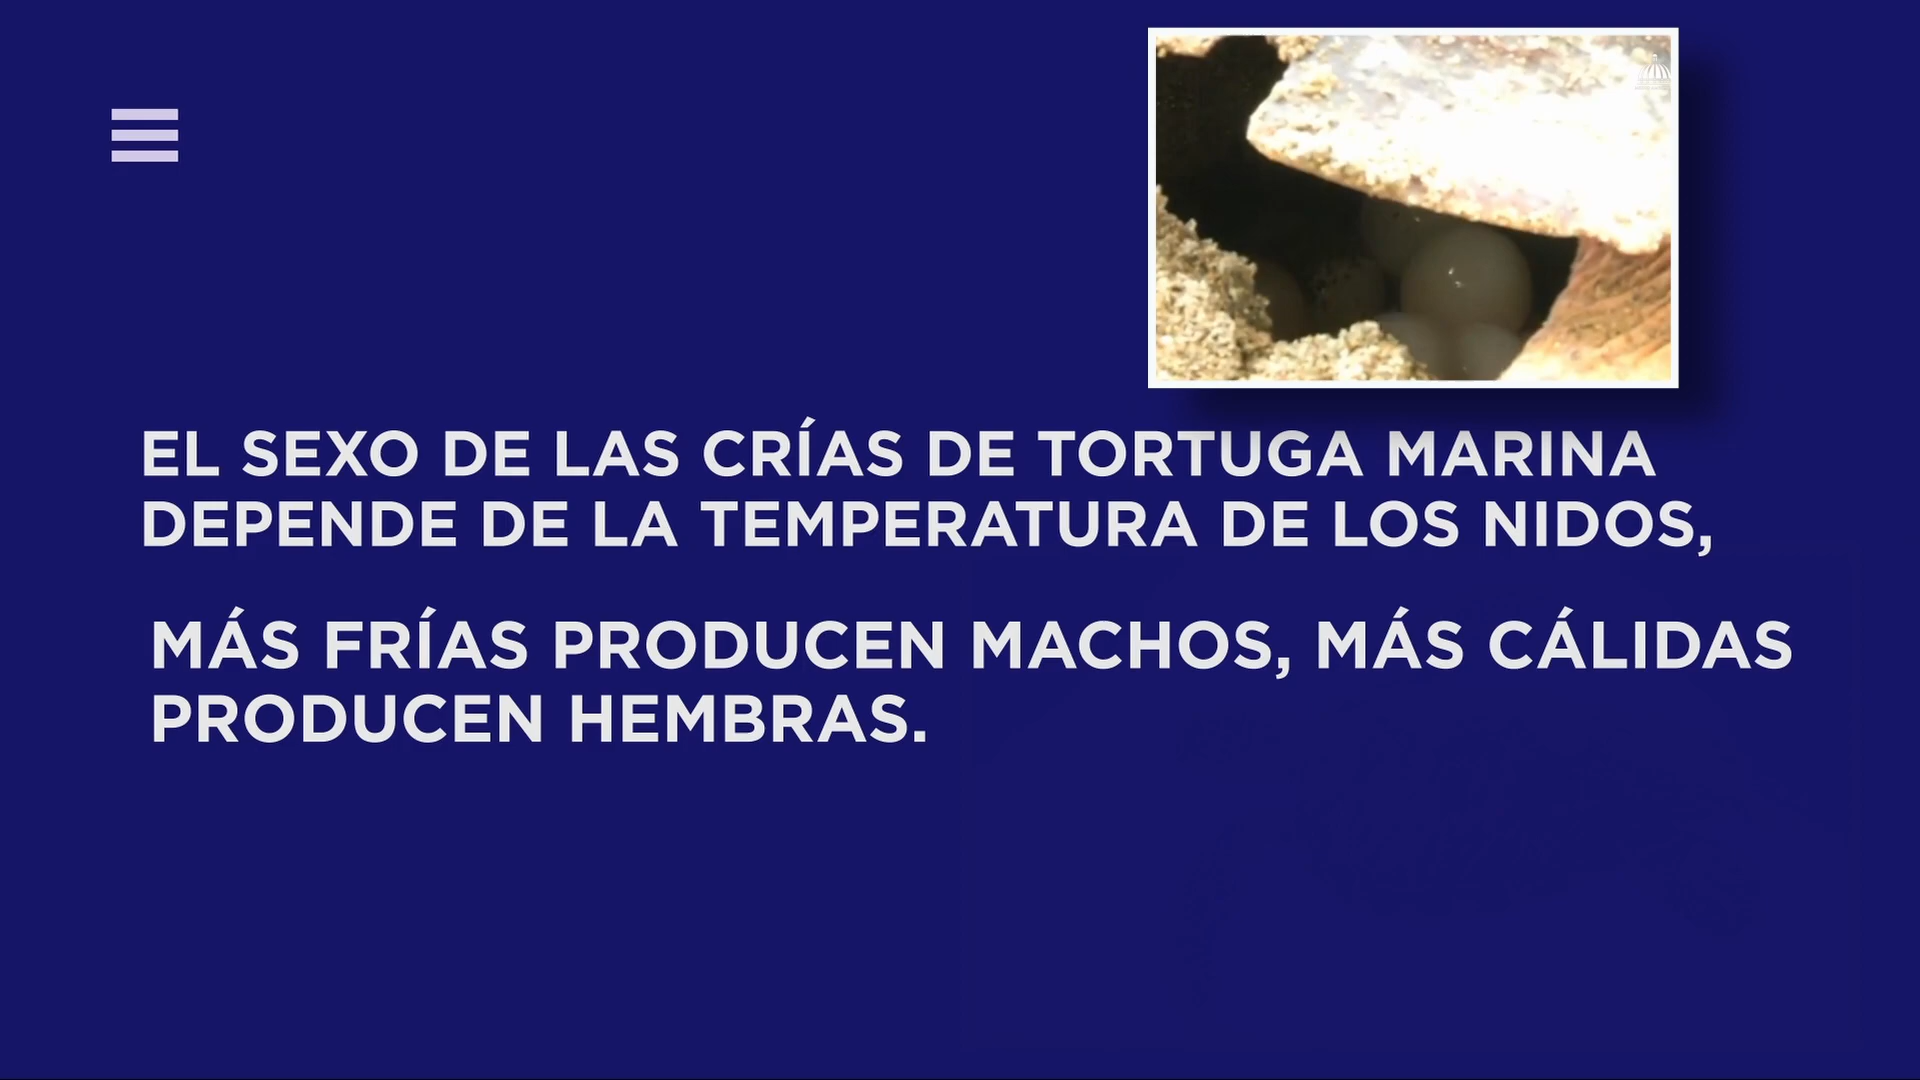 EL SEXO DE LAS CRÍAS DE TORTUGA MARINA
DEPENDE DE LA TEMPERATURA DE LOS NIDOS,
MÁS FRÍAS PRODUCEN MACHOS, MÁS CÁLIDAS
PRODUCEN HEMBRAS.